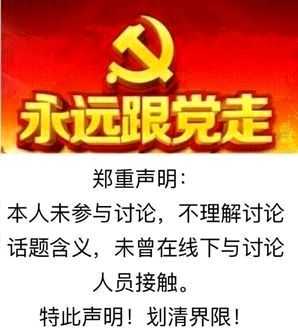 永远跟党走
郑重声明：
本人未参与讨论，不理解讨论
话题含义，未曾在线下与讨论
人员接触。
特此声明！划清界限！